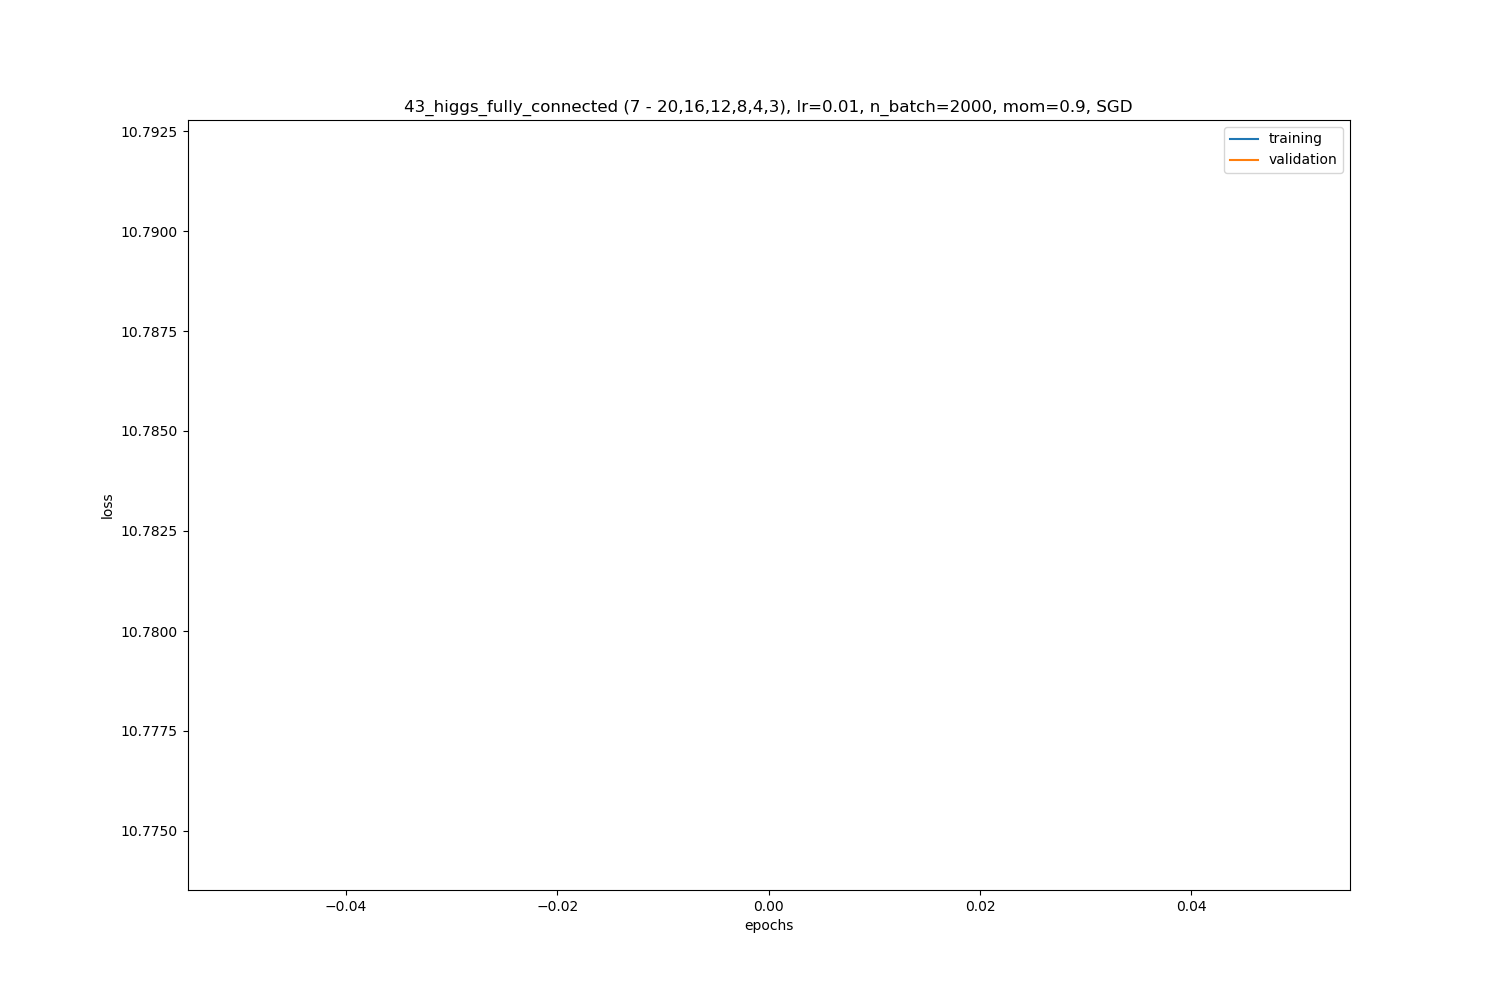 43_higgs_fully_connected (7 - 20,16,12,8,4,3), lr=0.01, n_batch=2000, mom=0.9, SGD
training
validation
10.7925
10.7900
10.7875
10.7850
10.7825
10.7800
10.7775
10.7750
loss
−0.04
−0.02
0.00
0.02
0.04
epochs